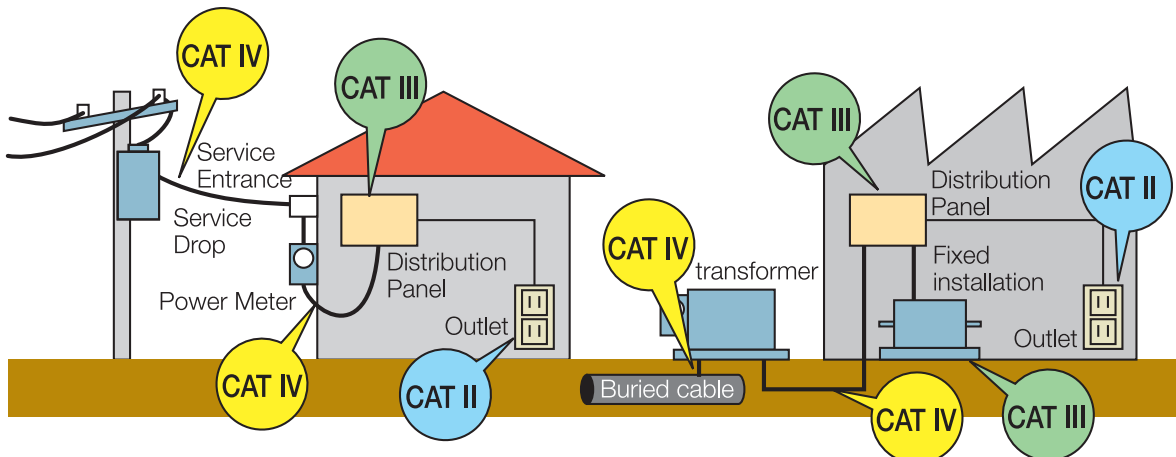 CAT IV
CAT III
Service
Entrance
Service
Drop
Power Meter
Distribution
Panel
Outlet
CAT IV
CAT II
CAT IV
transformer
Buried cable
CAT III
Distribution
Panel
CAT II
Fixed
installation
Outlet
CAT IV
CAT III